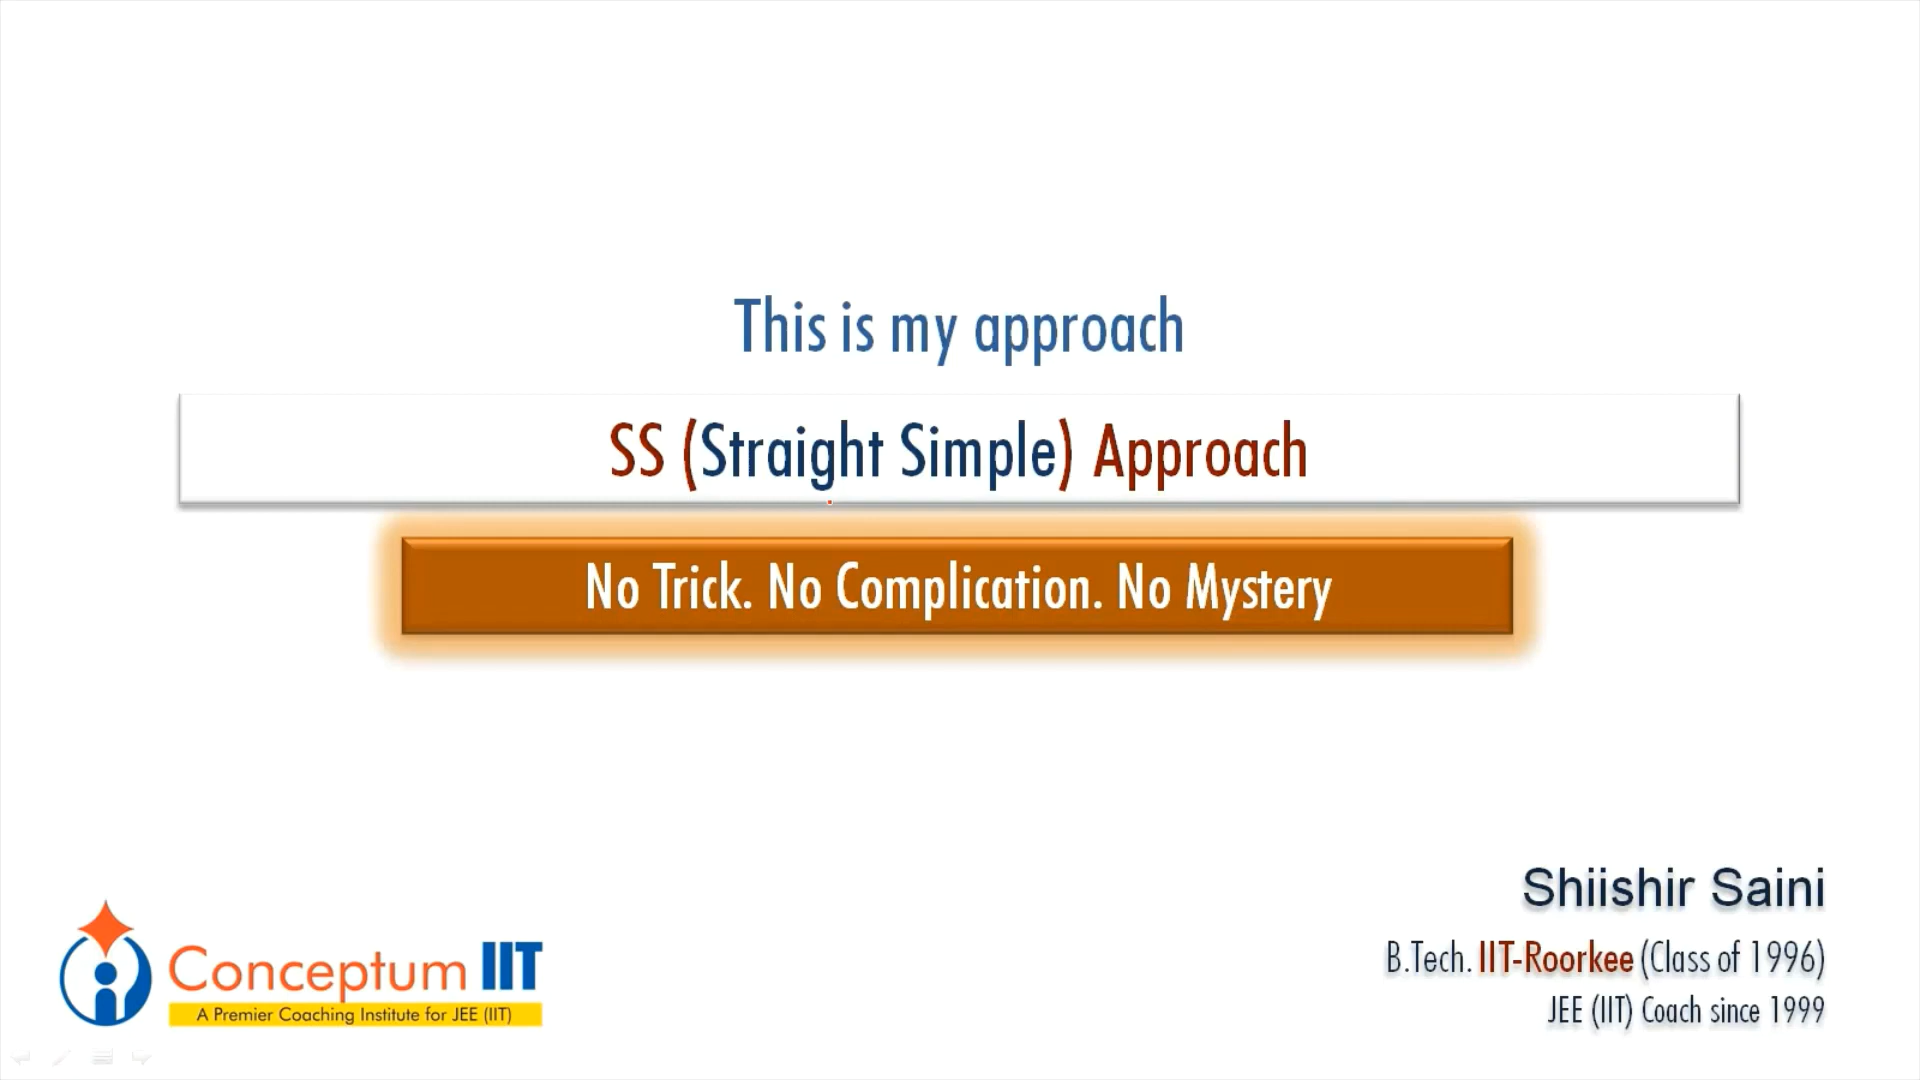 This is my approach
SS (Straight Simple) Approach
No Trick. No Complication. No Mystery
Shiishir Saini
B.Tech. IIT-Roorkee (Class of 1996)
JEE (IIT) Coach since 1999
Conceptum IIT
A Premier Coaching Institute for JEE (IIT)